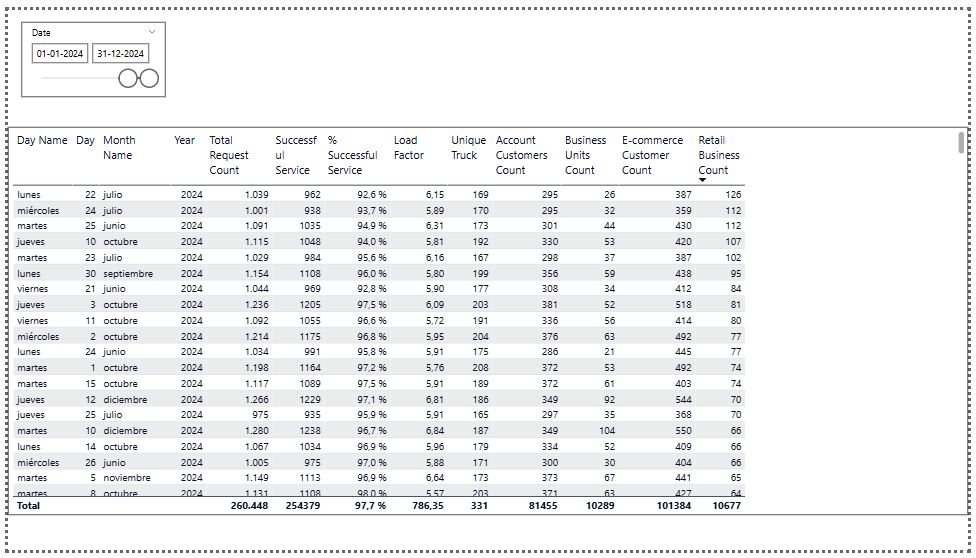 Date
01-01-2024 31-12-2024
Day Name Day Month Name Year Total Request Count Successful Service % Successful Service Load Factor Unique Truck Account Customers Count Business Units Count E-commerce Customer Count Retail Business Count
lunes 22 julio 2024 1.039 962 92,6 % 6,15 169 295 26 387 126
miércoles 24 julio 2024 1.001 938 93,7 % 5,89 170 295 32 359 112
martes 25 junio 2024 1.091 1035 94,9 % 6,31 173 301 44 430 112
jueves 10 octubre 2024 1.115 1048 94,0 % 5,81 192 330 53 420 107
martes 23 julio 2024 1.029 984 95,6 % 6,16 167 298 37 387 102
lunes 30 septiembre 2024 1.154 1108 96,0 % 5,80 199 356 59 438 95
viernes 21 junio 2024 1.044 969 92,8 % 5,90 177 308 34 412 84
jueves 3 octubre 2024 1.236 1205 97,5 % 6,09 203 381 52 518 81
viernes 11 octubre 2024 1.092 1055 96,6 % 5,72 191 336 56 414 80
miércoles 2 octubre 2024 1.214 1175 96,8 % 5,95 204 376 63 492 77
lunes 24 junio 2024 1.034 991 95,8 % 5,91 175 286 21 445 77
martes 1 octubre 2024 1.198 1164 97,2 % 5,76 208 372 53 492 74
martes 15 octubre 2024 1.117 1089 97,5 % 5,91 189 372 61 403 74
jueves 12 diciembre 2024 1.266 1229 97,1 % 6,81 186 349 92 544 70
jueves 25 julio 2024 975 935 95,9 % 5,91 165 297 35 368 70
martes 10 diciembre 2024 1.280 1238 96,7 % 6,84 187 349 104 550 66
lunes 14 octubre 2024 1.067 1034 96,9 % 5,96 179 334 52 409 66
miércoles 26 junio 2024 1.005 975 97,0 % 5,88 171 300 30 404 66
martes 5 noviembre 2024 1.149 1113 96,9 % 6,64 173 373 67 441 65
martes 8 octubre 2024 1.131 1108 98,0 % 5,57 203 371 63 427 64
Total 260.448 254379 97,7 % 786,35 331 81455 10289 101384 10677